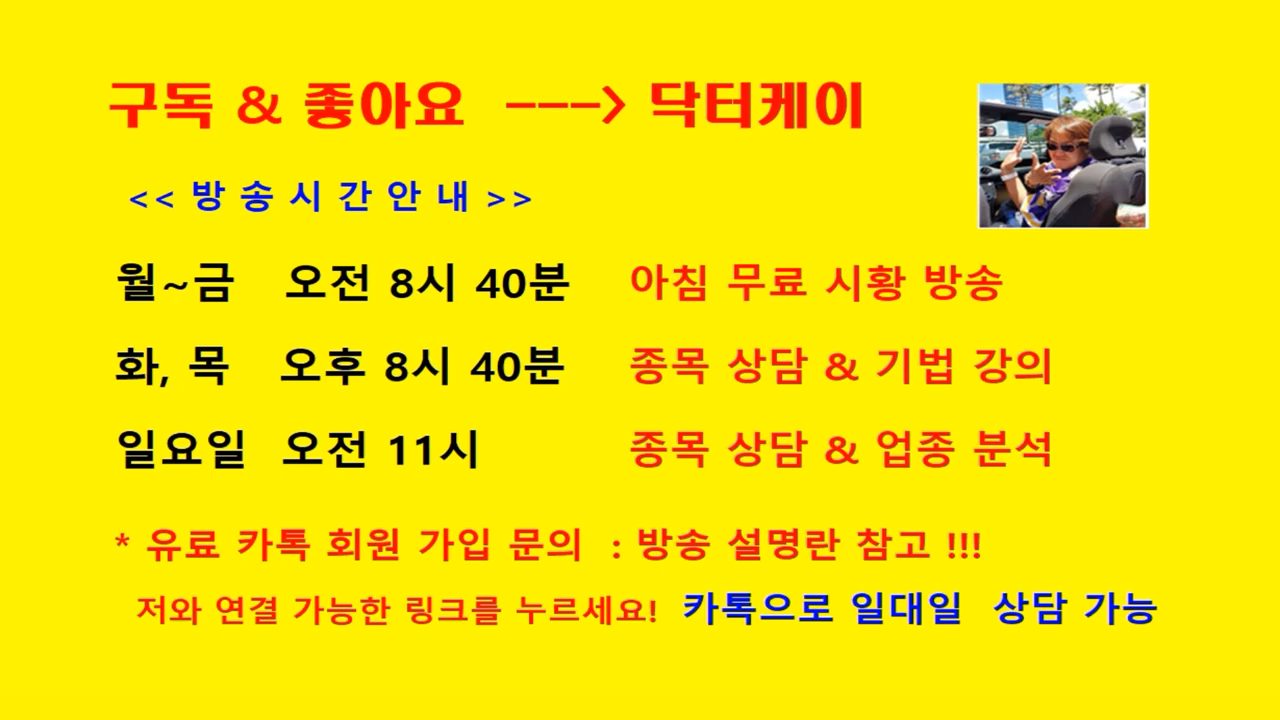 구독 & 좋아요 ---> 닥터케이
<< 방 송 시 간 안 내 >>
월~금 오전 8시 40분 아침 무료 시황 방송
화, 목 오후 8시 40분 종목 상담 & 기법 강의
일요일 오전 11시 종목 상담 & 업종 분석
* 유료 카톡 회원 가입 문의 : 방송 설명란 참고 !!!
저와 연결 가능한 링크를 누르세요! 카톡으로 일대일 상담 가능